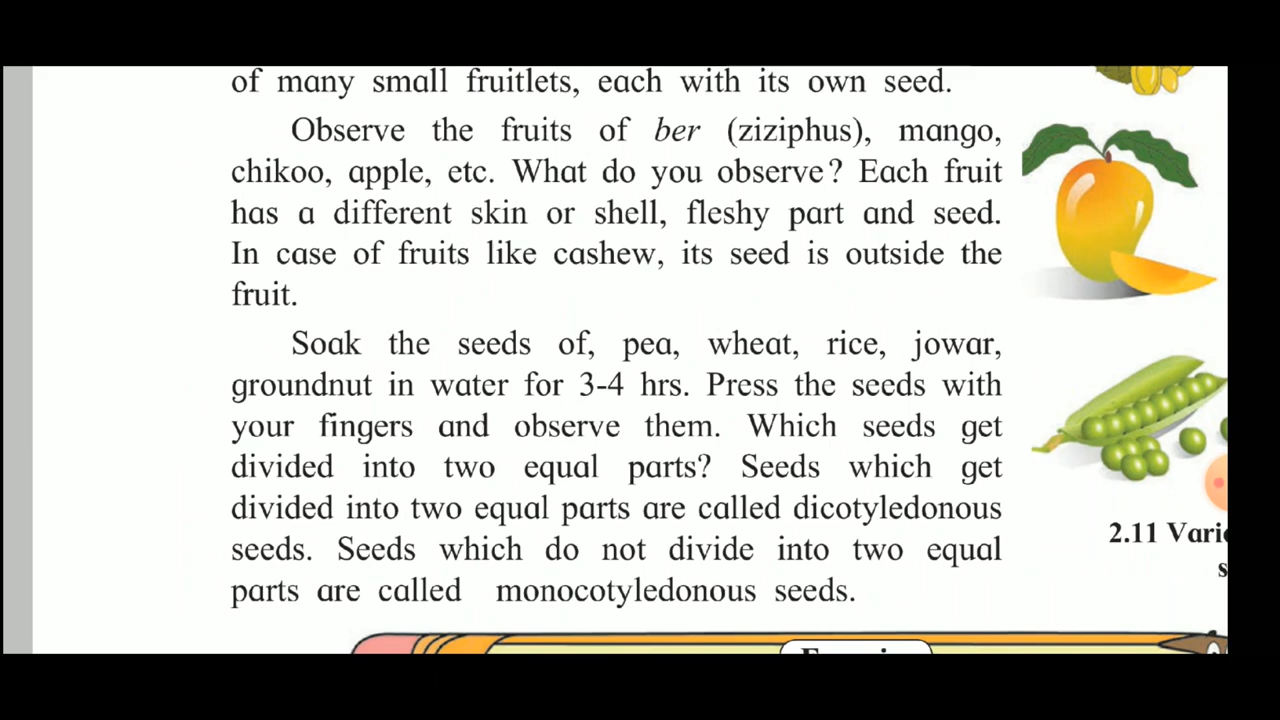 of many small fruitlets, each with its own seed.
Observe the fruits of ber (ziziphus), mango,
chikoo, apple, etc. What do you observe? Each fruit
has a different skin or shell, fleshy part and seed.
In case of fruits like cashew, its seed is outside the
fruit.
Soak the seeds of, pea, wheat, rice, jowar,
groundnut in water for 3-4 hrs. Press the seeds with
your fingers and observe them. Which seeds get
divided into two equal parts? Seeds which get
divided into two equal parts are called dicotyledonous
seeds. Seeds which do not divide into two equal
parts are called monocotyledonous seeds.
2.11